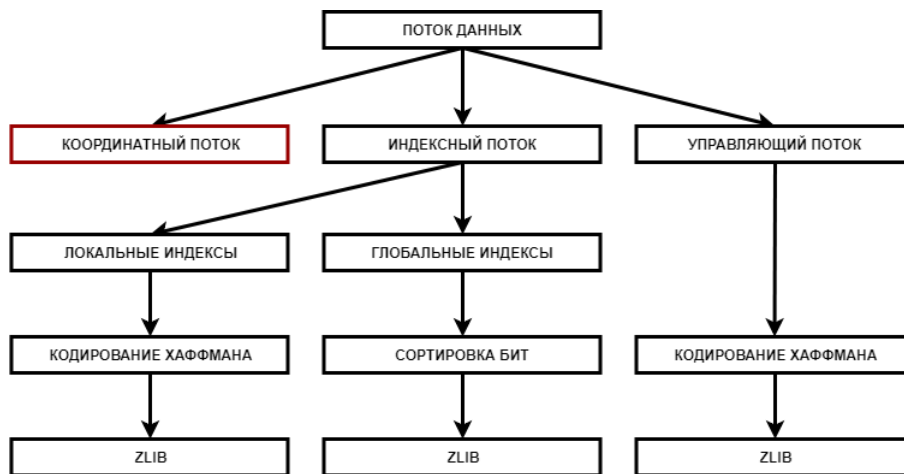 ПОТОК ДАННЫХ
КООРДИНАТНЫЙ ПОТОК
ИНДЕКСНЫЙ ПОТОК
УПРАВЛЯЮЩИЙ ПОТОК
ЛОКАЛЬНЫЕ ИНДЕКСЫ
ГЛОБАЛЬНЫЕ ИНДЕКСЫ
КОДИРОВАНИЕ ХАФФМАНА
СОРТИРОВКА БИТ
КОДИРОВАНИЕ ХАФФМАНА
ZLIB
ZLIB
ZLIB